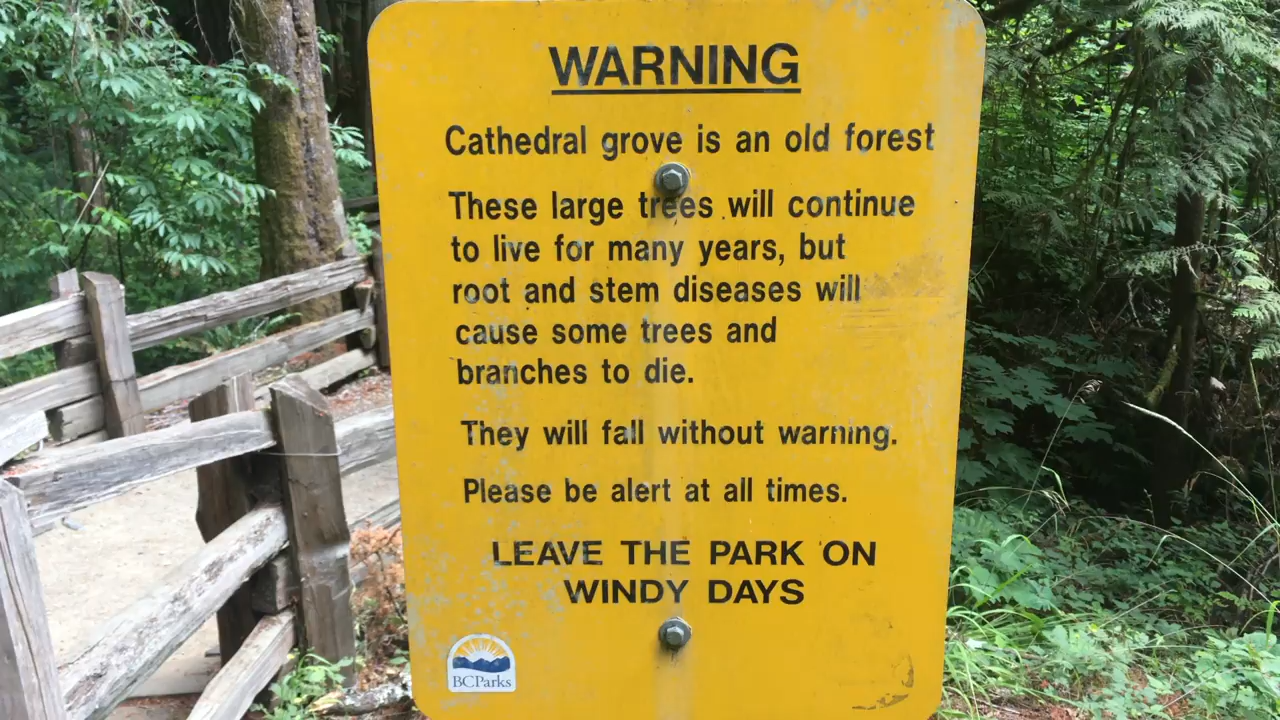 WARNING
Cathedral grove is an old forest
These large trees will continue
to live for many years, but
root and stem diseases will
cause some trees and
branches to die.
They will fall without warning.
Please be alert at all times.
LEAVE THE PARK ON
WINDY DAYS
BCParks